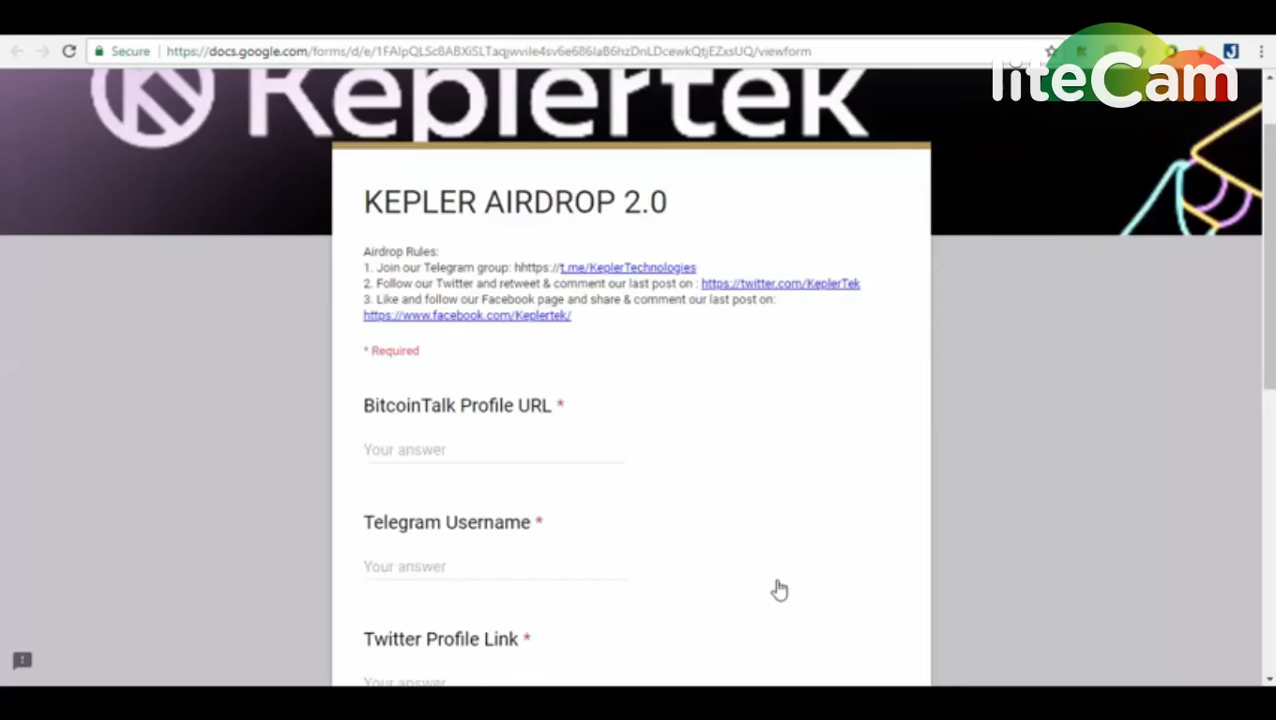 Secure https://docs.google.com/forms/d/e/1FAIpQLSc8ABXiSLTaqjwvile4sv6e686IaB6hzDnLDcewkQtjEZxsUQ/viewform
liteCam
Keplertek
KEPLER AIRDROP 2.0
Airdrop Rules:
1. Join our Telegram group: hhttps://t.me/KeplerTechnologies
2. Follow our Twitter and retweet & comment our last post on : https://twitter.com/KeplerTek
3. Like and follow our Facebook page and share & comment our last post on:
https://www.facebook.com/Keplertek/
* Required
BitcoinTalk Profile URL *
Your answer
Telegram Username *
Your answer
Twitter Profile Link *
Your answer